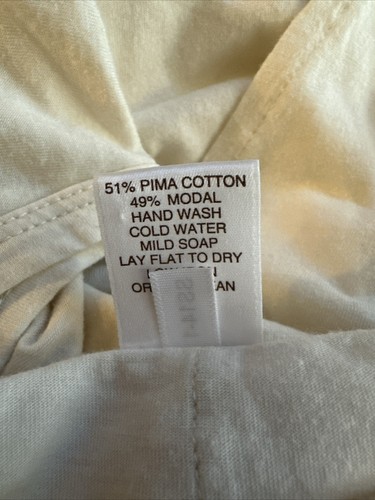 51% PIMA COTTON
49% MODAL
HAND WASH
COLD WATER
MILD SOAP
LAY FLAT TO DRY